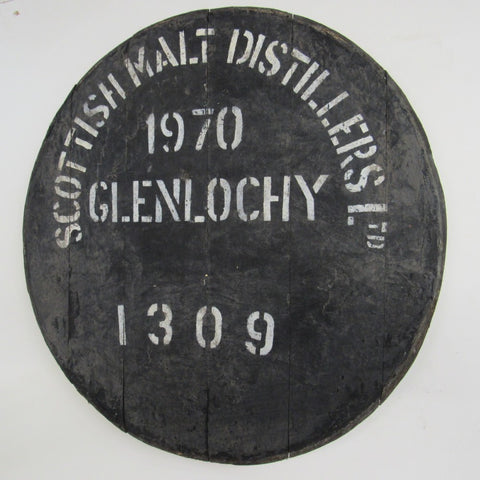 SCOTTISH MALT DISTILLERS LTD
1970
GLENLOCHY
1309